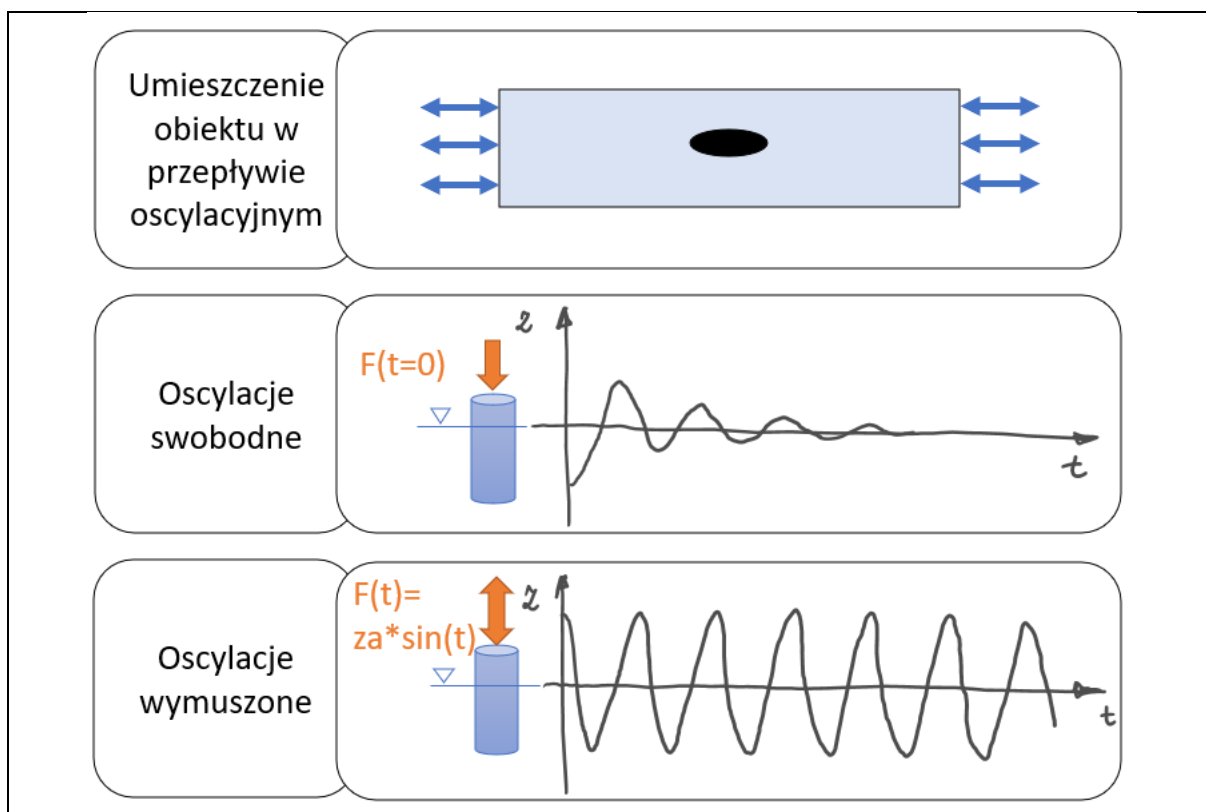 Umieszczenie
obiektu w
przepływie
oscylacyjnym
Oscylacje
swobodne
F(t=0)
z
t
Oscylacje
wymuszone
F(t)=
za*sin(t)
z
t